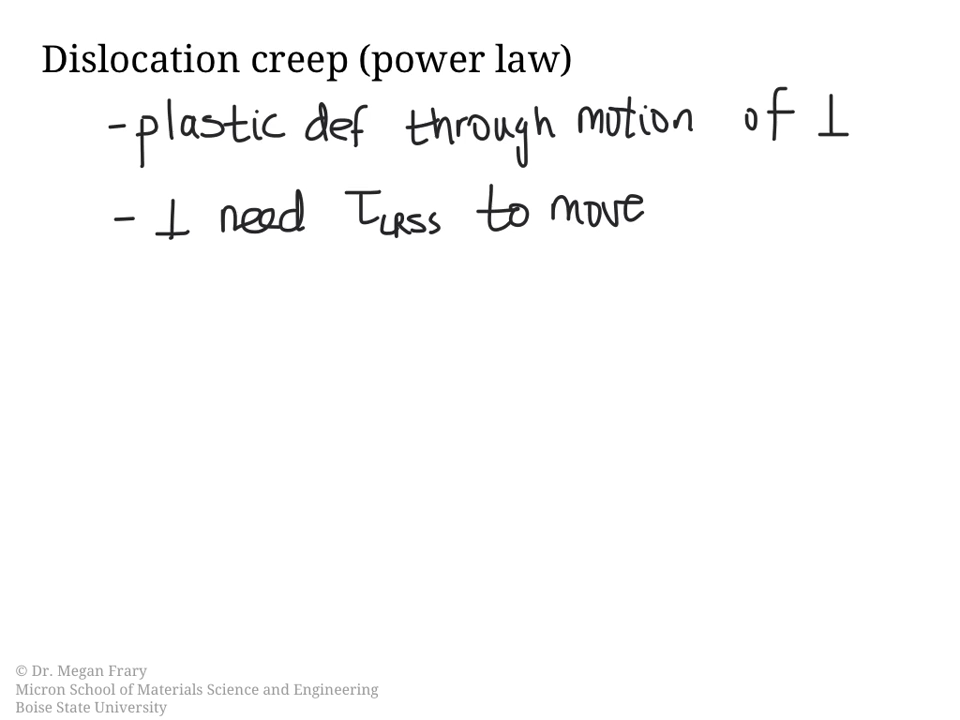 Dislocation creep (power law)
- plastic def through motion of ⊥
- ⊥ need τCRSS to move
© Dr. Megan Frary
Micron School of Materials Science and Engineering
Boise State University